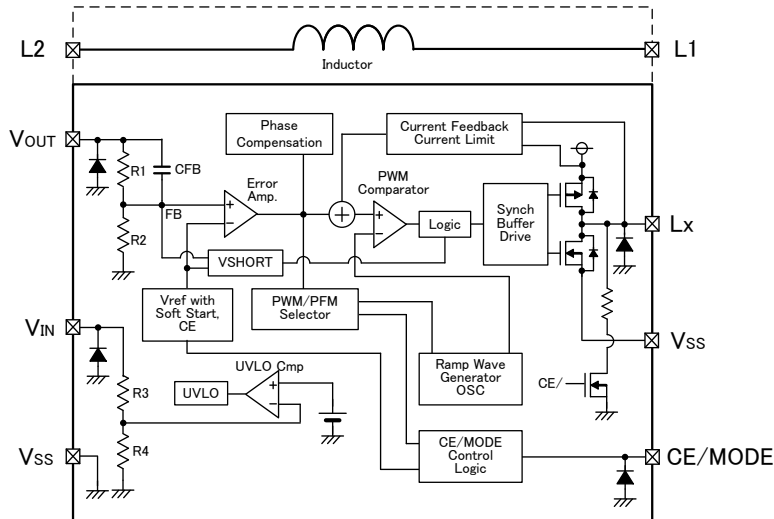 L2
L1
Inductor
VOUT
R1
CFB
FB
R2
Phase
Compensation
Error
Amp.
+
−
Current Feedback
Current Limit
PWM
Comparator
+
−
Logic
Synch
Buffer
Drive
Lx
VSHORT
Vref with
Soft Start,
CE
PWM/PFM
Selector
VIN
R3
R4
UVLO Cmp
UVLO
+
−
Ramp Wave
Generator
OSC
CE/
VSS
VSS
CE/MODE
Control
Logic
CE/MODE